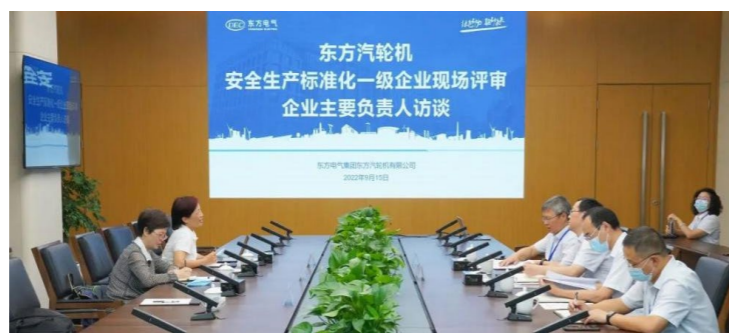 东方电气
东方汽轮机
安全生产标准化一级企业现场评审
企业主要负责人访谈
东方电气集团东方汽轮机有限公司
2022年9月15日